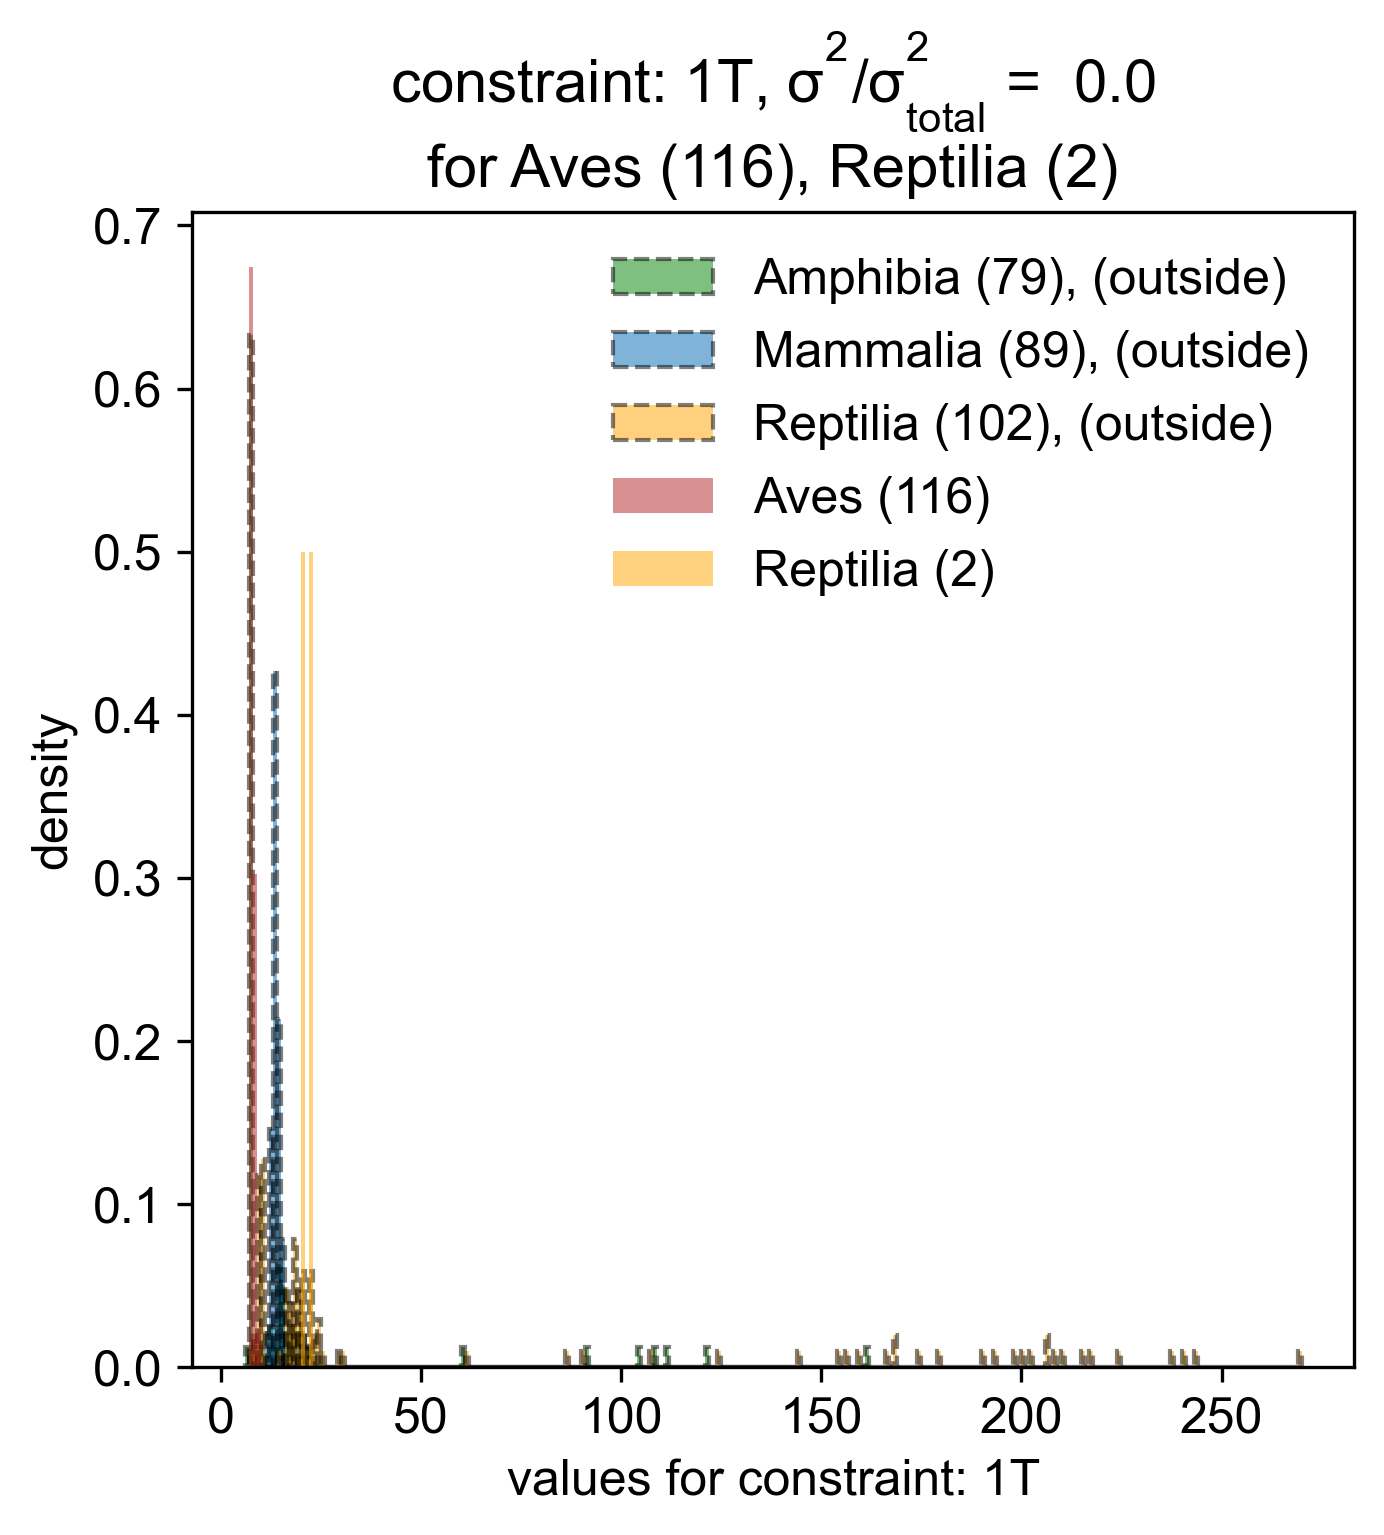 constraint: 1T, σ²/σ²total = 0.0
for Aves (116), Reptilia (2)
0.7
0.6
0.5
0.4
0.3
0.2
0.1
0.0
density
Amphibia (79), (outside)
Mammalia (89), (outside)
Reptilia (102), (outside)
Aves (116)
Reptilia (2)
0 50 100 150 200 250
values for constraint: 1T